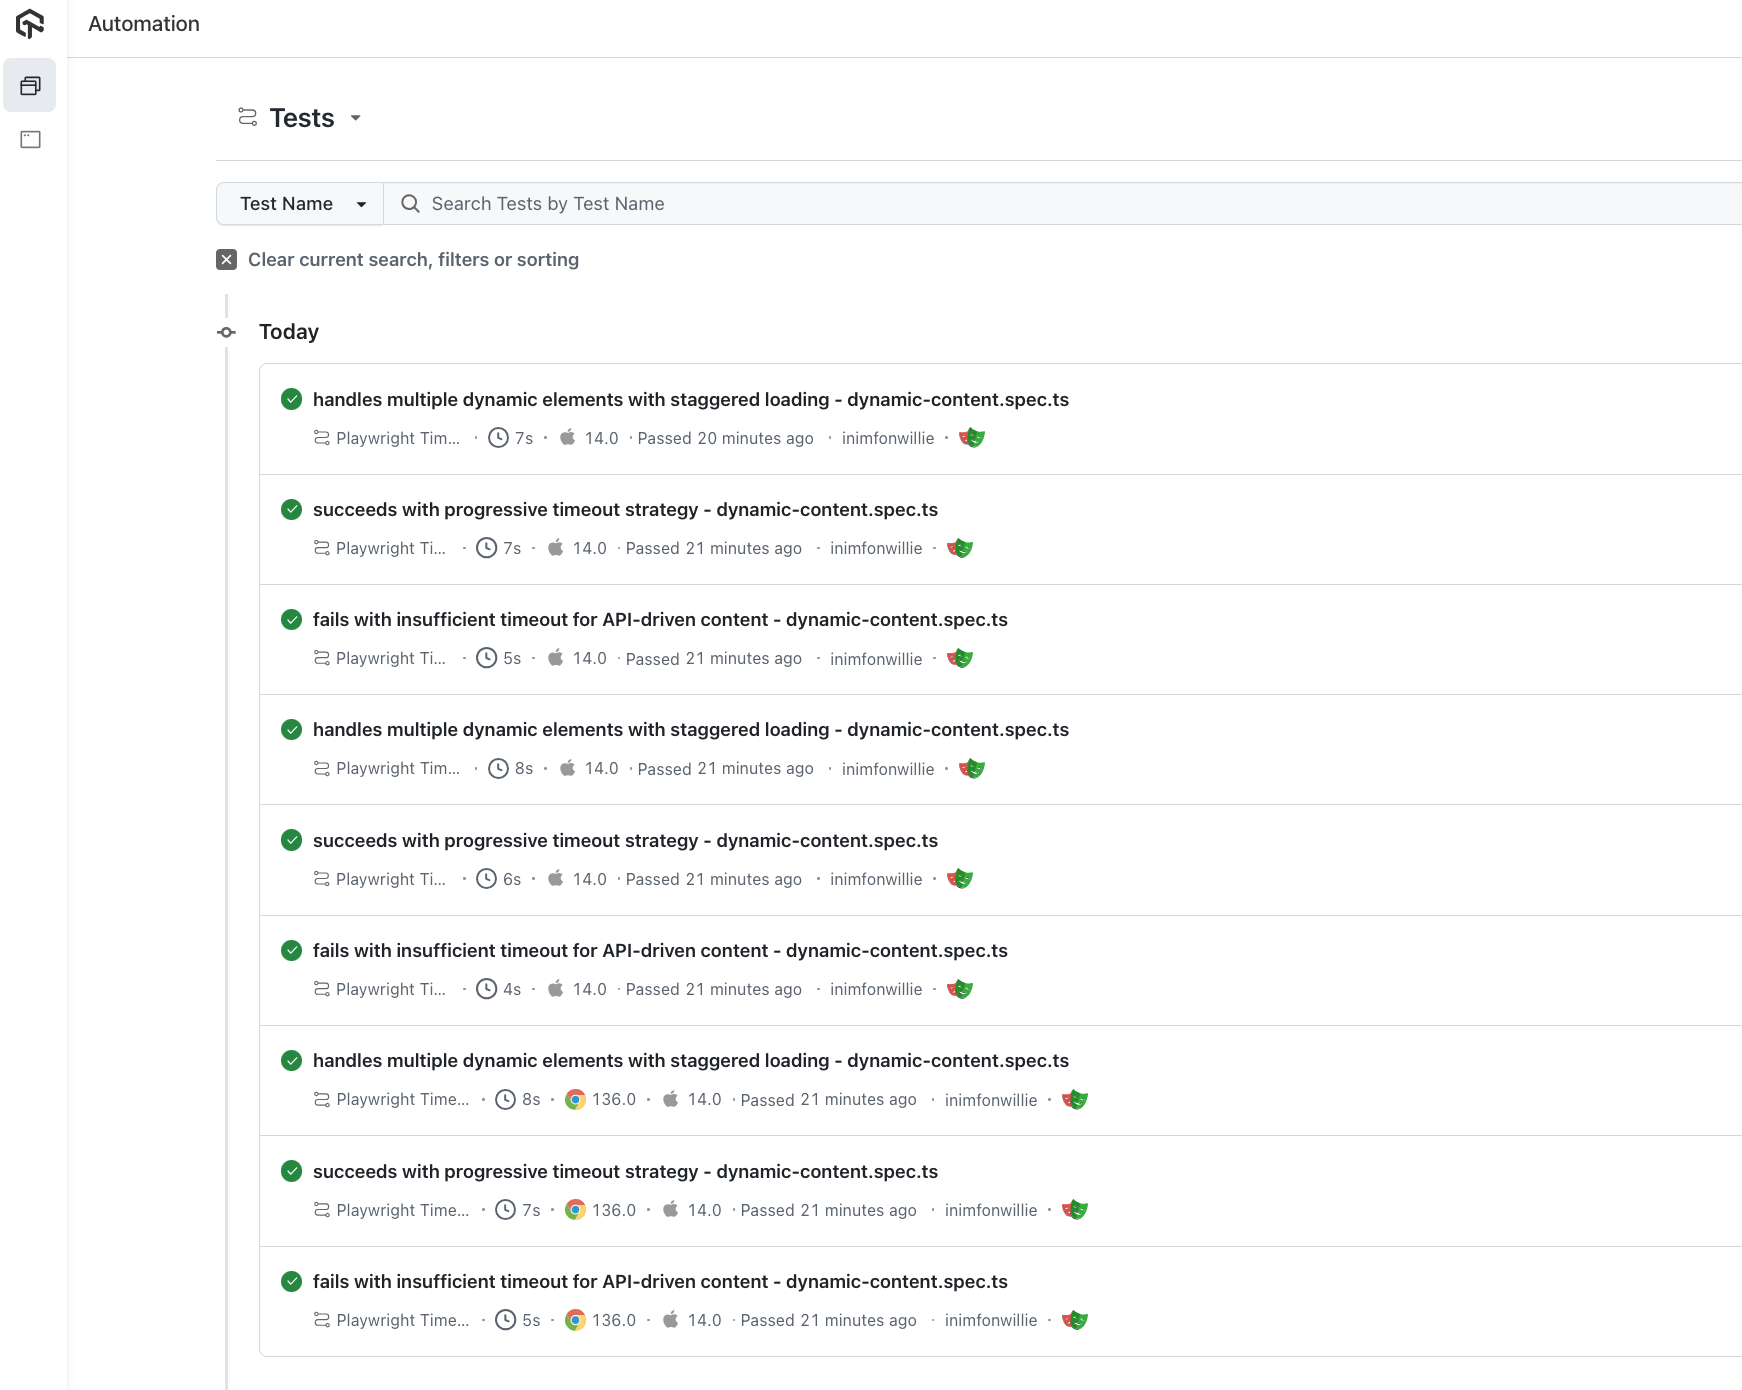 Automation
Tests
Test Name
Search Tests by Test Name
Clear current search, filters or sorting
Today
handles multiple dynamic elements with staggered loading - dynamic-content.spec.ts
Playwright Tim... · 7s · 14.0 · Passed 20 minutes ago · inimfonwillie ·
succeeds with progressive timeout strategy - dynamic-content.spec.ts
Playwright Ti... · 7s · 14.0 · Passed 21 minutes ago · inimfonwillie ·
fails with insufficient timeout for API-driven content - dynamic-content.spec.ts
Playwright Ti... · 5s · 14.0 · Passed 21 minutes ago · inimfonwillie ·
handles multiple dynamic elements with staggered loading - dynamic-content.spec.ts
Playwright Tim... · 8s · 14.0 · Passed 21 minutes ago · inimfonwillie ·
succeeds with progressive timeout strategy - dynamic-content.spec.ts
Playwright Ti... · 6s · 14.0 · Passed 21 minutes ago · inimfonwillie ·
fails with insufficient timeout for API-driven content - dynamic-content.spec.ts
Playwright Ti... · 4s · 14.0 · Passed 21 minutes ago · inimfonwillie ·
handles multiple dynamic elements with staggered loading - dynamic-content.spec.ts
Playwright Time... · 8s · 136.0 · 14.0 · Passed 21 minutes ago · inimfonwillie ·
succeeds with progressive timeout strategy - dynamic-content.spec.ts
Playwright Time... · 7s · 136.0 · 14.0 · Passed 21 minutes ago · inimfonwillie ·
fails with insufficient timeout for API-driven content - dynamic-content.spec.ts
Playwright Time... · 5s · 136.0 · 14.0 · Passed 21 minutes ago · inimfonwillie ·